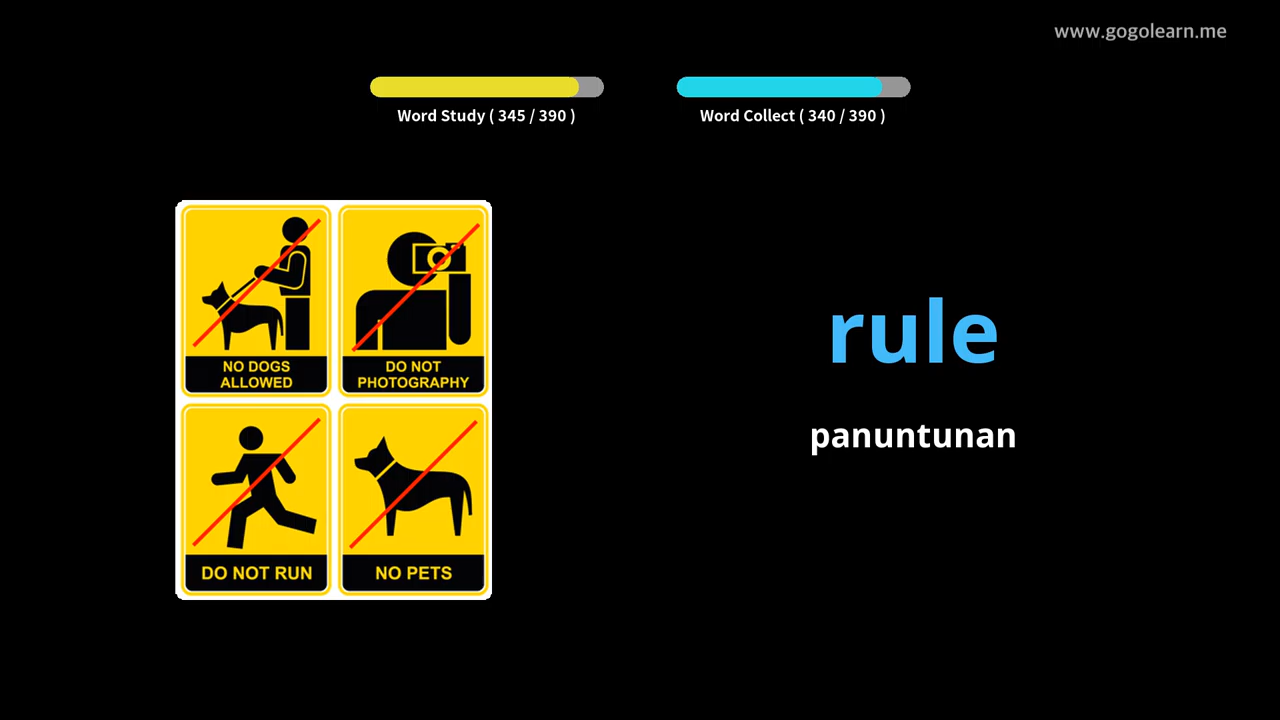 www.gogolearn.me
Word Study ( 345 / 390 )
Word Collect ( 340 / 390 )
NO DOGS
ALLOWED
DO NOT
PHOTOGRAPHY
DO NOT RUN
NO PETS
rule
panuntunan